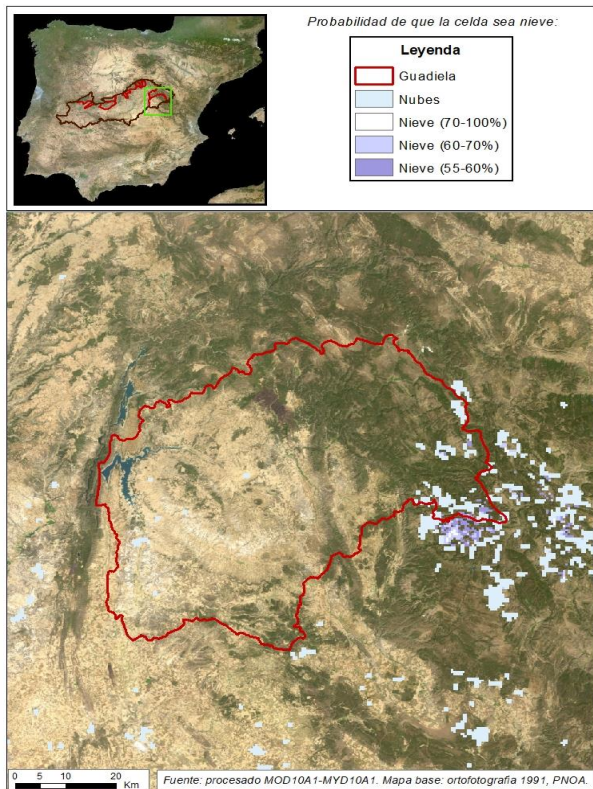 Probabilidad de que la celda sea nieve:
Leyenda
Guadiela
Nubes
Nieve (70-100%)
Nieve (60-70%)
Nieve (55-60%)
0 5 10 20
Km
Fuente: procesado MOD10A1-MYD10A1. Mapa base: ortofotografia 1991, PNOA.